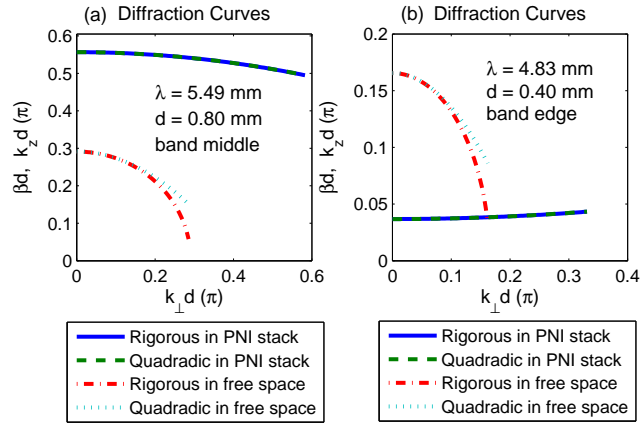 (a) Diffraction Curves
βd, k_z d (π)
0.6
0.5
0.4
0.3
0.2
0.1
0
λ = 5.49 mm
d = 0.80 mm
band middle
0 0.2 0.4 0.6
k_⊥d (π)
Rigorous in PNI stack
Quadradic in PNI stack
Rigorous in free space
Quadradic in free space
(b) Diffraction Curves
βd, k_z d (π)
0.2
0.15
0.1
0.05
0
λ = 4.83 mm
d = 0.40 mm
band edge
0 0.1 0.2 0.3 0.4
k_⊥d (π)
Rigorous in PNI stack
Quadradic in PNI stack
Rigorous in free space
Quadradic in free space